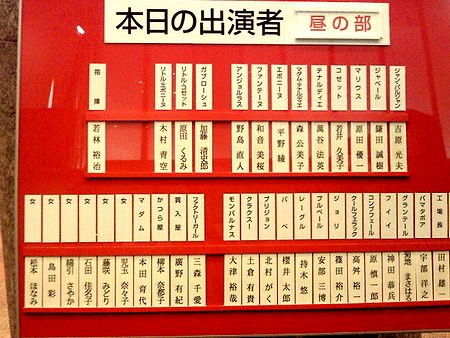 本日の出演者
昼の部
ジャン・バルジャン
吉原 光夫
ジャベール
鎌田 誠樹
マリウス
原田 優一
コゼット
若井 久美子
テナルディエ
萬谷 法英
マダム・テナルディエ
森 公美子
エポニーヌ
平野 綾
ファンテーヌ
和音 美桜
アンジョルラス
野島 直人
ガブローシュ
加藤 清史郎
リトル・コゼット
原田 くるみ
リトル・エポニーヌ
木村 青空
指揮
若林 裕治
工場長
田村 雄一
バマタボア
宇部 洋之
グランテール
菊地 まさはる
フイイ
神田 恭兵
コンブフェール
原 慎一郎
クールフェラック
高舛 裕一
ジョリ
篠田 裕介
プルベール
安部 三博
レーグル
持木 悠
バベ
櫻井 太郎
ブリジョン
北村 がく
クラクスー
土倉 有貴
モンパルナス
大津 裕哉
ファクトリーガール
三森 千愛
買入屋
廣野 有紀
かつら屋
柳本 奈都子
マダム
本田 育代
女
児玉 奈々子
女
藤咲 みどり
女
石田 佳名子
女
綿引 さやか
女
島田 彩
女
松本 ほなみ